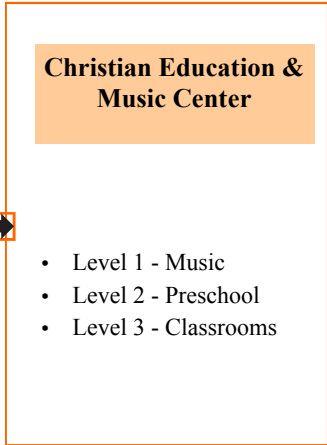 Christian Education &
Music Center
• Level 1 - Music
• Level 2 - Preschool
• Level 3 - Classrooms